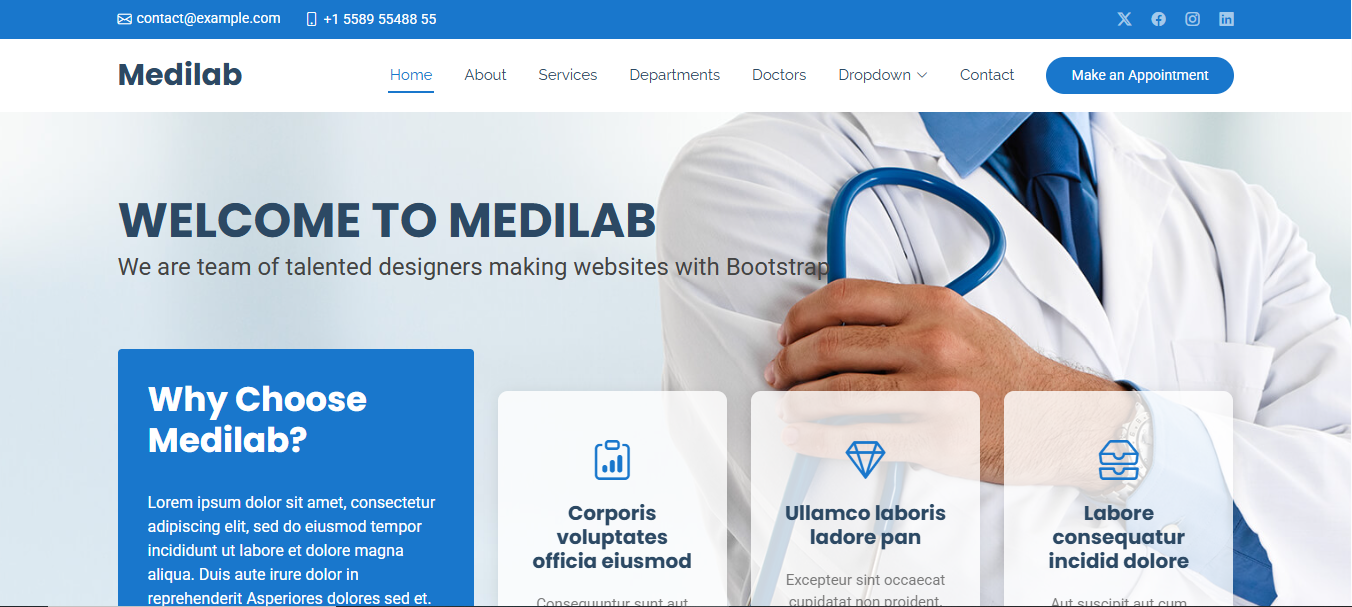 contact@example.com +1 5589 55488 55
Medilab Home About Services Departments Doctors Dropdown Contact Make an Appointment
WELCOME TO MEDILAB
We are team of talented designers making websites with Bootstrap
Why Choose
Medilab?
Lorem ipsum dolor sit amet, consectetur
adipiscing elit, sed do eiusmod tempor
incididunt ut labore et dolore magna
aliqua. Duis aute irure dolor in
reprehenderit Asperiores dolores sed et.
Corporis
voluptates
officia eiusmod
Consequuntur sunt aut
Ullamco laboris
ladore pan
Excepteur sint occaecat
cupidatat non proident,
Labore
consequatur
incidid dolore
Aut suscipit aut cum